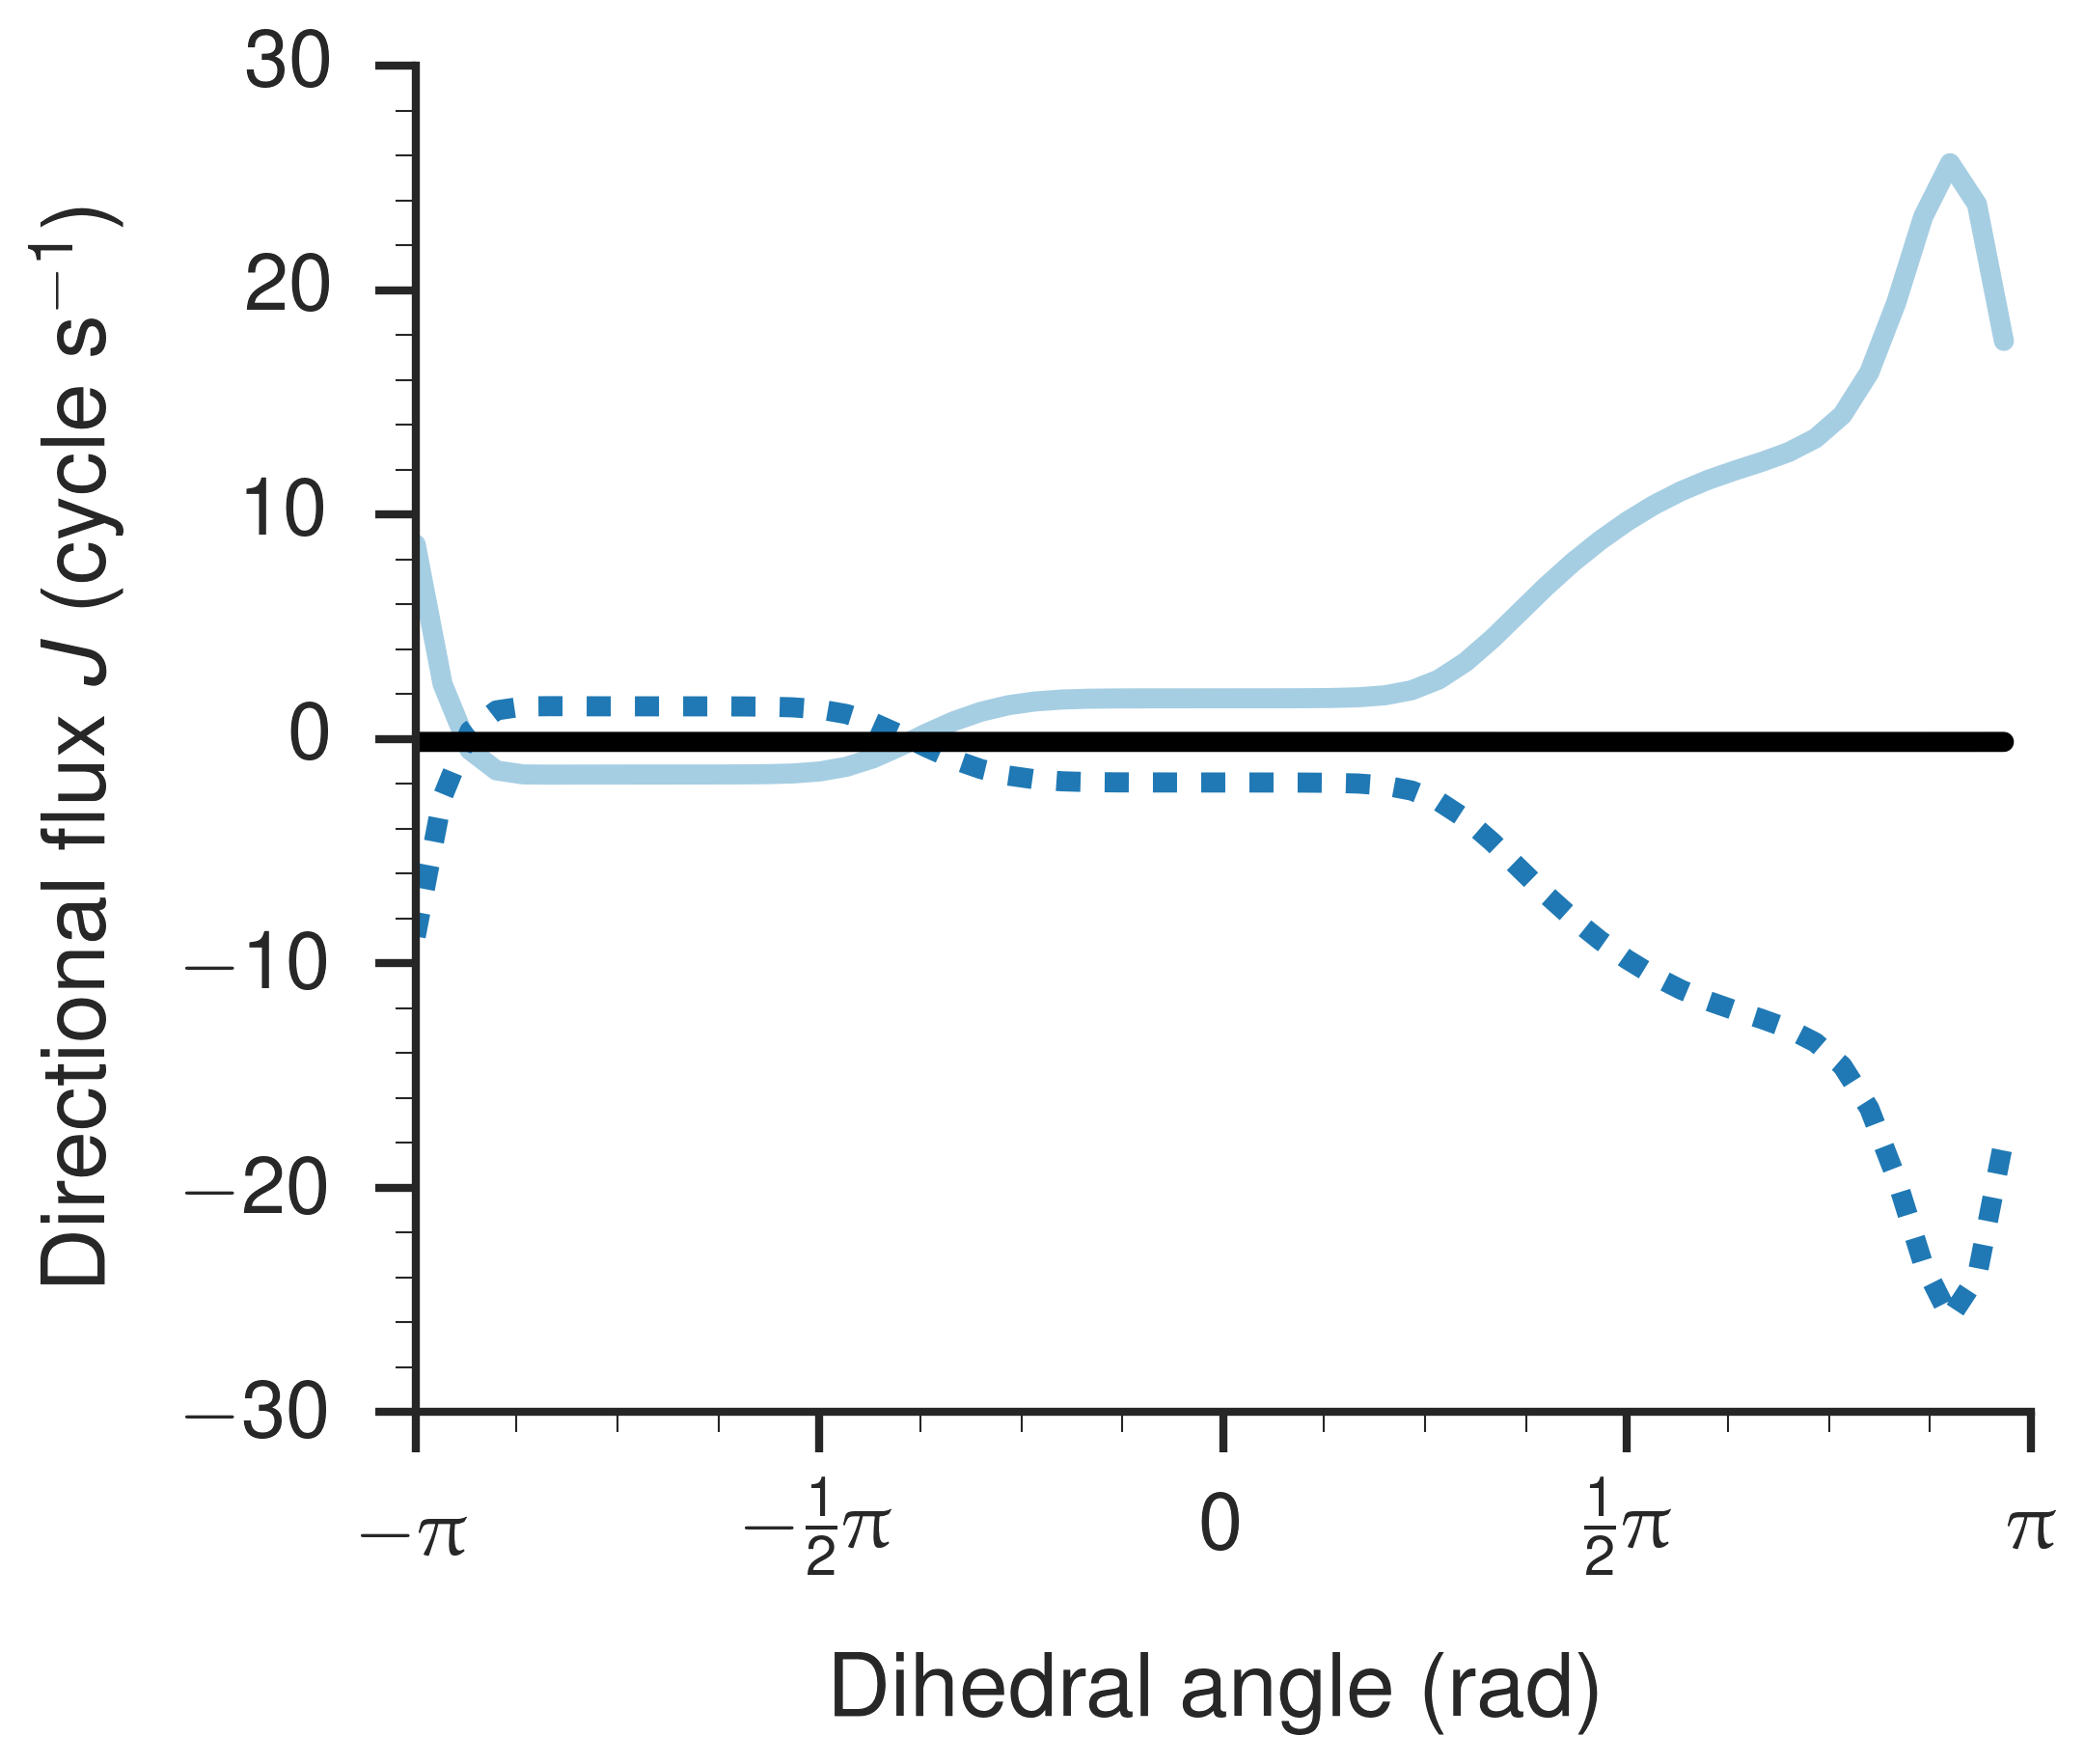 Directional flux J (cycle s⁻¹)
30
20
10
0
−10
−20
−30
−π
−½π
0
½π
π
Dihedral angle (rad)